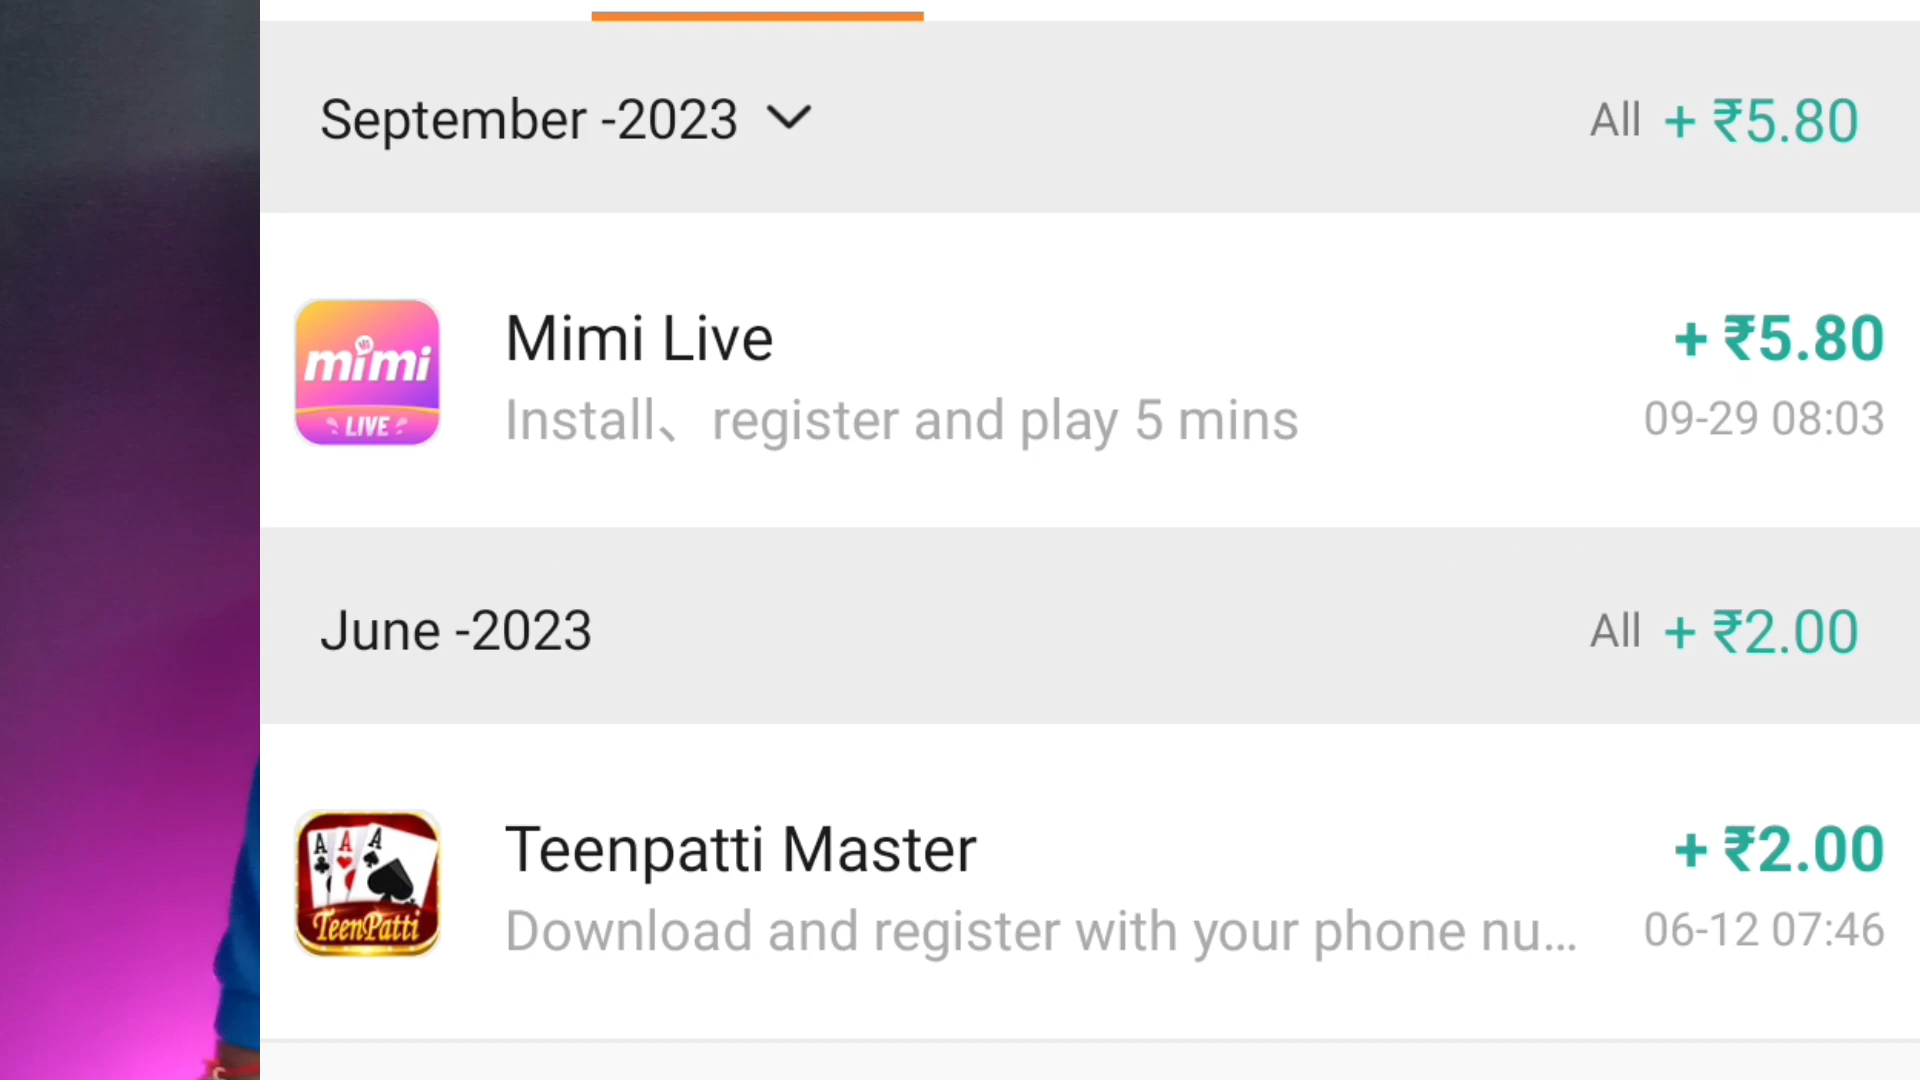 September -2023 All + ₹5.80
mimi
LIVE
Mimi Live + ₹5.80
Install、register and play 5 mins 09-29 08:03
June -2023 All + ₹2.00
A A A
TeenPatti
Teenpatti Master + ₹2.00
Download and register with your phone nu... 06-12 07:46